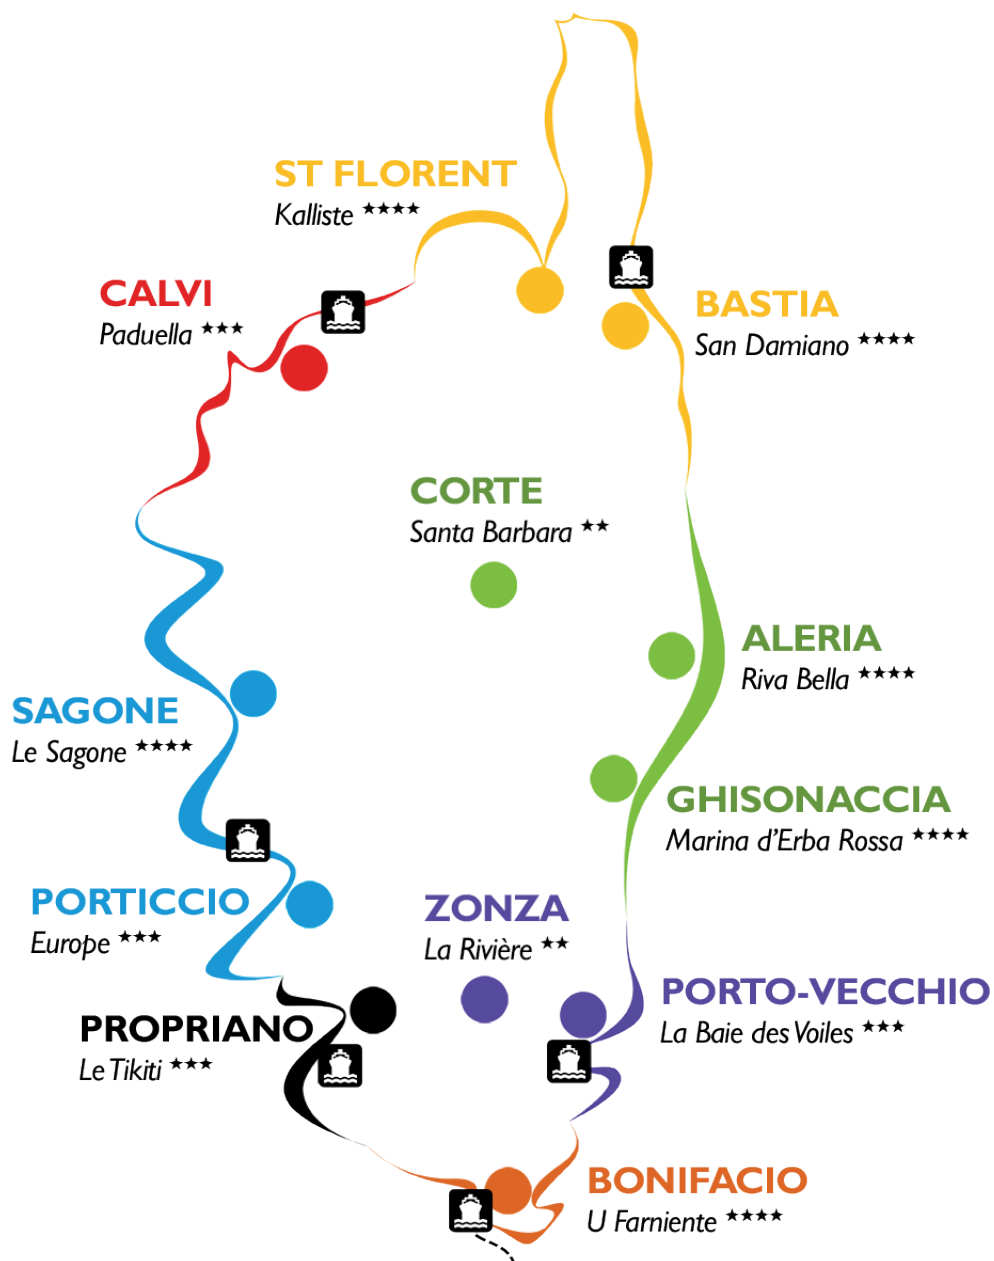 ST FLORENT
Kalliste ★★★★
CALVI
Paduella ★★★
BASTIA
San Damiano ★★★★
CORTE
Santa Barbara ★★
ALERIA
Riva Bella ★★★★
SAGONE
Le Sagone ★★★★
GHISONACCIA
Marina d'Erba Rossa ★★★★
PORTICCIO
Europe ★★★
ZONZA
La Rivière ★★
PORTO-VECCHIO
La Baie des Voiles ★★★
PROPRIANO
Le Tikiti ★★★
BONIFACIO
U Farniente ★★★★